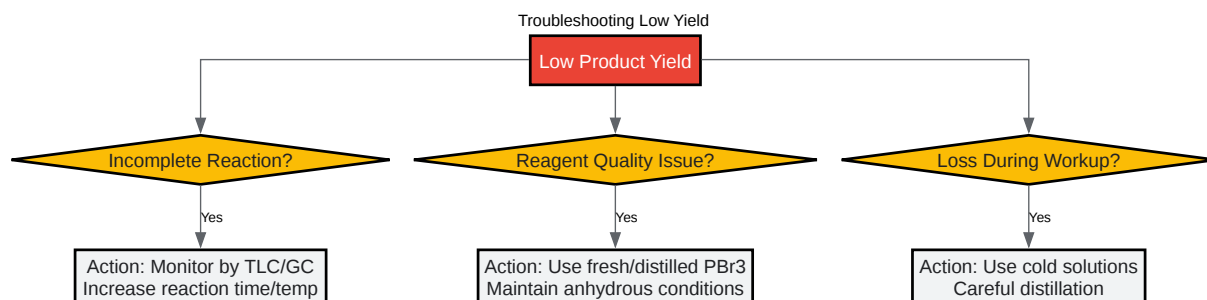 Troubleshooting Low Yield
Low Product Yield
Incomplete Reaction?
Reagent Quality Issue?
Loss During Workup?
Yes
Yes
Yes
Action: Monitor by TLC/GC
Increase reaction time/temp
Action: Use fresh/distilled PBr3
Maintain anhydrous conditions
Action: Use cold solutions
Careful distillation